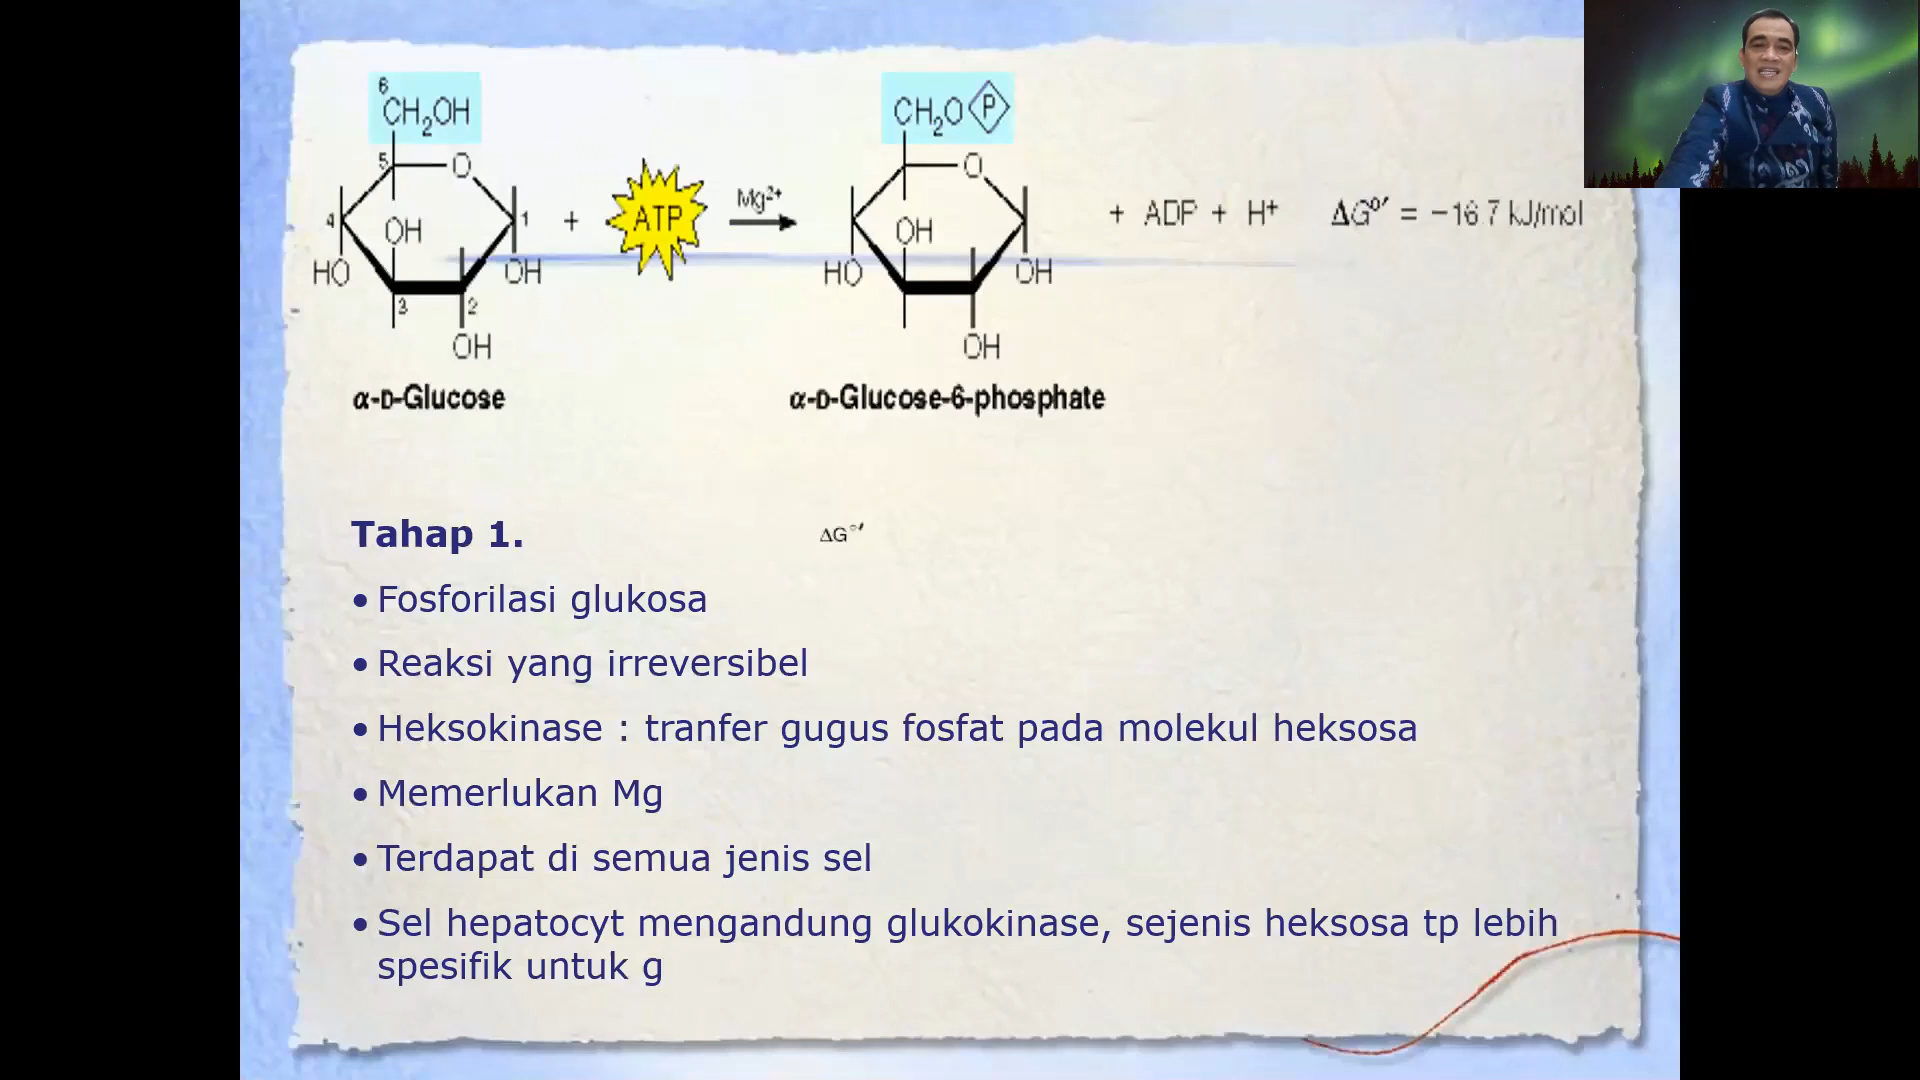 6
CH₂OH
5
O
4
OH
1
HO
OH
3
2
OH
+
ATP
Mg²⁺
CH₂O P
O
OH
HO
OH
OH
+ ADP + H⁺
ΔG°′ = −16.7 kJ/mol
α-D-Glucose
α-D-Glucose-6-phosphate
Tahap 1.
ΔG°′
• Fosforilasi glukosa
• Reaksi yang irreversibel
• Heksokinase : tranfer gugus fosfat pada molekul heksosa
• Memerlukan Mg
• Terdapat di semua jenis sel
• Sel hepatocyt mengandung glukokinase, sejenis heksosa tp lebih
spesifik untuk g